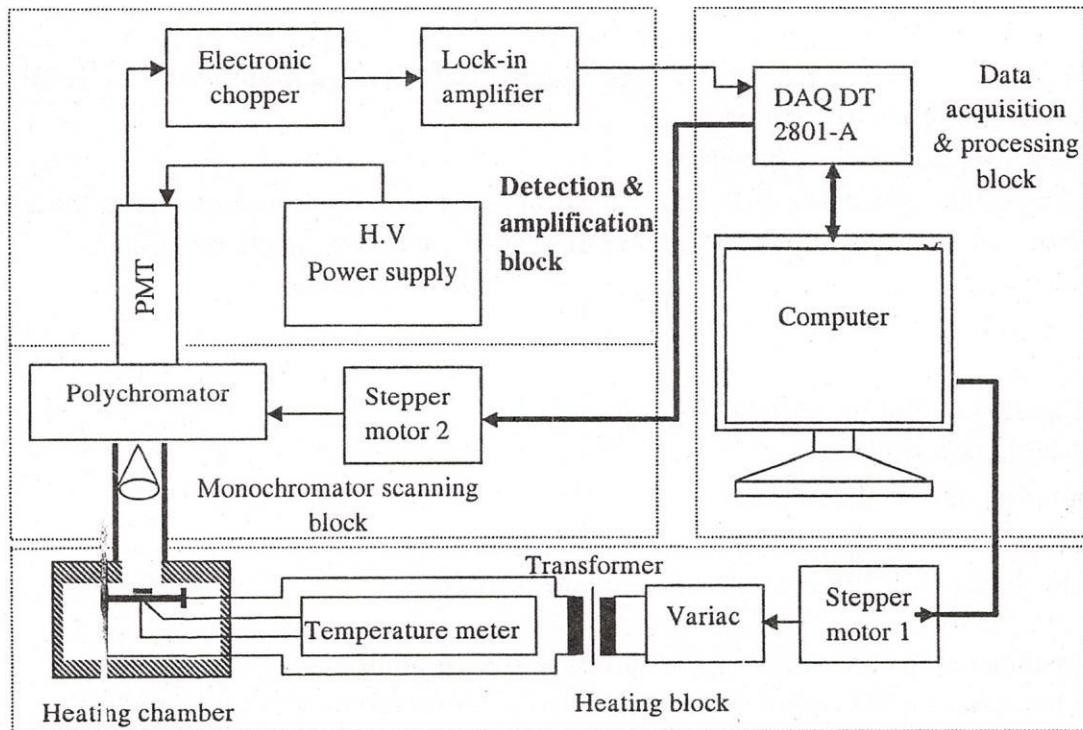 Electronic
chopper
Lock-in
amplifier
DAQ DT
2801-A
Data
acquisition
& processing
block
PMT
H.V
Power supply
Detection &
amplification
block
Computer
Polychromator
Stepper
motor 2
Monochromator scanning
block
Transformer
Temperature meter
Variac
Stepper
motor 1
Heating chamber
Heating block